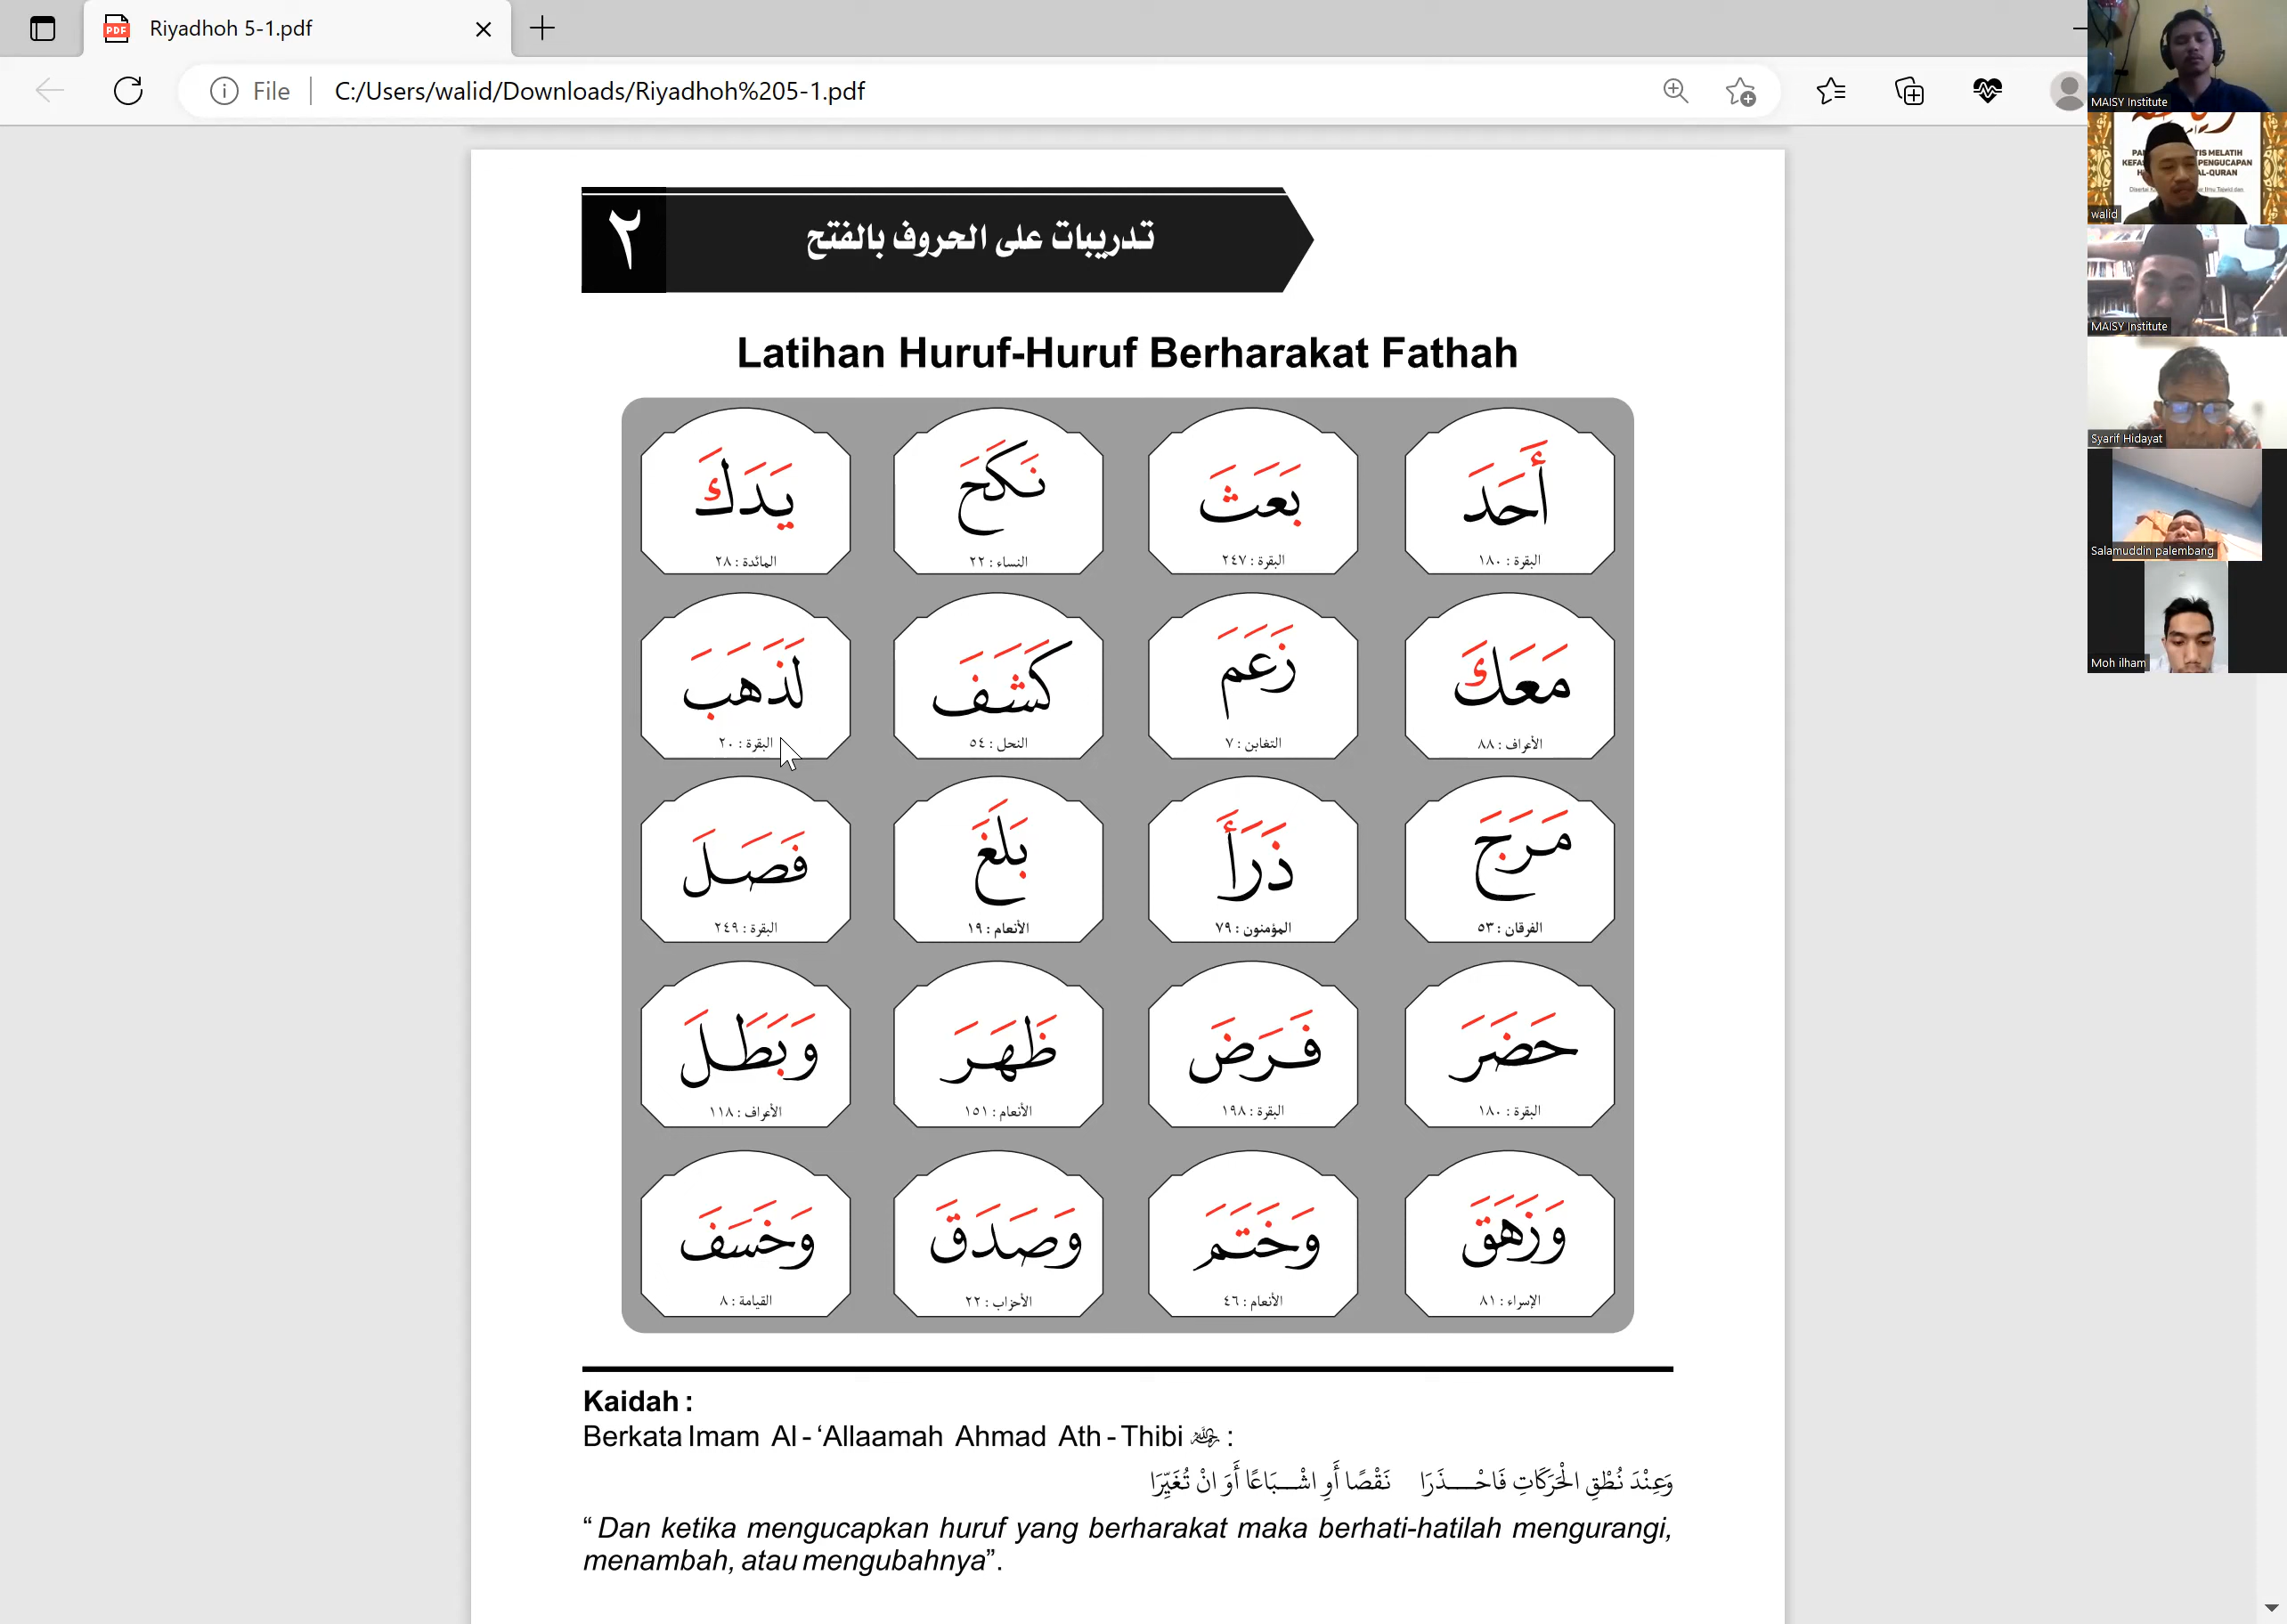 Riyadhoh 5-1.pdf
File
C:/Users/walid/Downloads/Riyadhoh%205-1.pdf
٢
تدريبات على الحروف بالفتح
Latihan Huruf-Huruf Berharakat Fathah
أَحَدَ بَعَثَ نَكَحَ يَدَكَ
البقرة : ١٨٠ البقرة : ٢٤٧ النساء : ٢٢ المائدة : ٢٨
مَعَكَ زَعَمَ كَشَفَ لَذَهَبَ
الأعراف : ٨٨ التغابن : ٧ النحل : ٥٤ البقرة : ٢٠
مَرَجَ ذَرَأَ بَلَغَ فَصَلَ
الفرقان : ٥٣ المؤمنون : ٧٩ الأنعام : ١٩ البقرة : ٢٤٩
حَضَرَ فَرَضَ ظَهَرَ وَبَطَلَ
البقرة : ١٨٠ البقرة : ١٩٨ الأنعام : ١٥١ الأعراف : ١١٨
وَزَهَقَ وَخَتَمَ وَصَدَقَ وَخَسَفَ
الإسراء : ٨١ الأنعام : ٤٦ الأحزاب : ٢٢ القيامة : ٨
Kaidah :
Berkata Imam Al - ‘Allaamah Ahmad Ath - Thibi :
وَعِنْدَ نُطْقِ الْحَرَكَاتِ فَاحْـــذَرَا نَقْصًا أَوِ اشْـــبَاعًا أَوَ انْ تُغَيِّرَا
“ Dan ketika mengucapkan huruf yang berharakat maka berhati-hatilah mengurangi,
menambah, atau mengubahnya”.
MAISY Institute
walid
MAISY Institute
Syarif Hidayat
Salamuddin palembang
Moh ilham